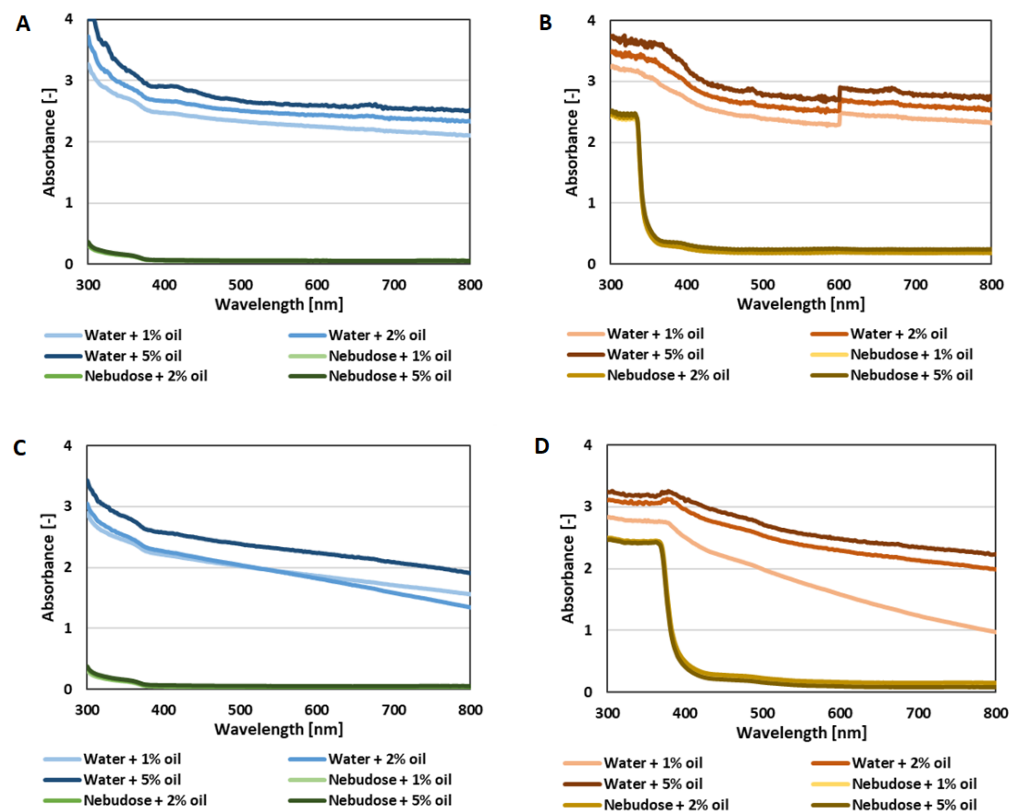 A
4
3
2
1
0
Absorbance [-]
300 400 500 600 700 800
Wavelength [nm]
Water + 1% oil Water + 2% oil
Water + 5% oil Nebudose + 1% oil
Nebudose + 2% oil Nebudose + 5% oil
B
4
3
2
1
0
Absorbance [-]
300 400 500 600 700 800
Wavelength [nm]
Water + 1% oil Water + 2% oil
Water + 5% oil Nebudose + 1% oil
Nebudose + 2% oil Nebudose + 5% oil
C
4
3
2
1
0
Absorbance [-]
300 400 500 600 700 800
Wavelength [nm]
Water + 1% oil Water + 2% oil
Water + 5% oil Nebudose + 1% oil
Nebudose + 2% oil Nebudose + 5% oil
D
4
3
2
1
0
Absorbance [-]
300 400 500 600 700 800
Wavelength [nm]
Water + 1% oil Water + 2% oil
Water + 5% oil Nebudose + 1% oil
Nebudose + 2% oil Nebudose + 5% oil